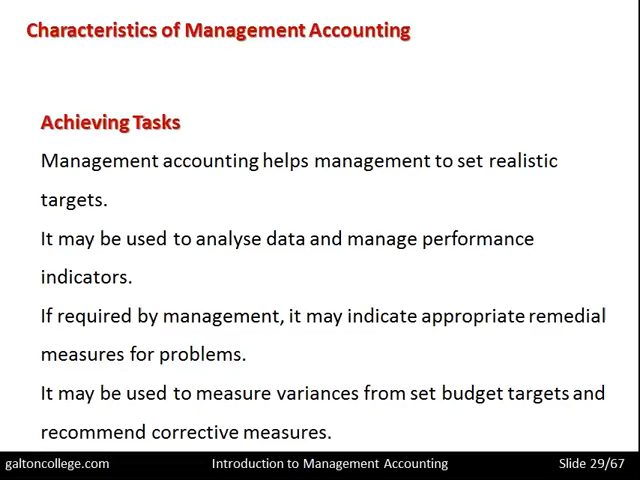 Characteristics of Management Accounting
Achieving Tasks
Management accounting helps management to set realistic
targets.
It may be used to analyse data and manage performance
indicators.
If required by management, it may indicate appropriate remedial
measures for problems.
It may be used to measure variances from set budget targets and
recommend corrective measures.
galtoncollege.com Introduction to Management Accounting Slide 29/67